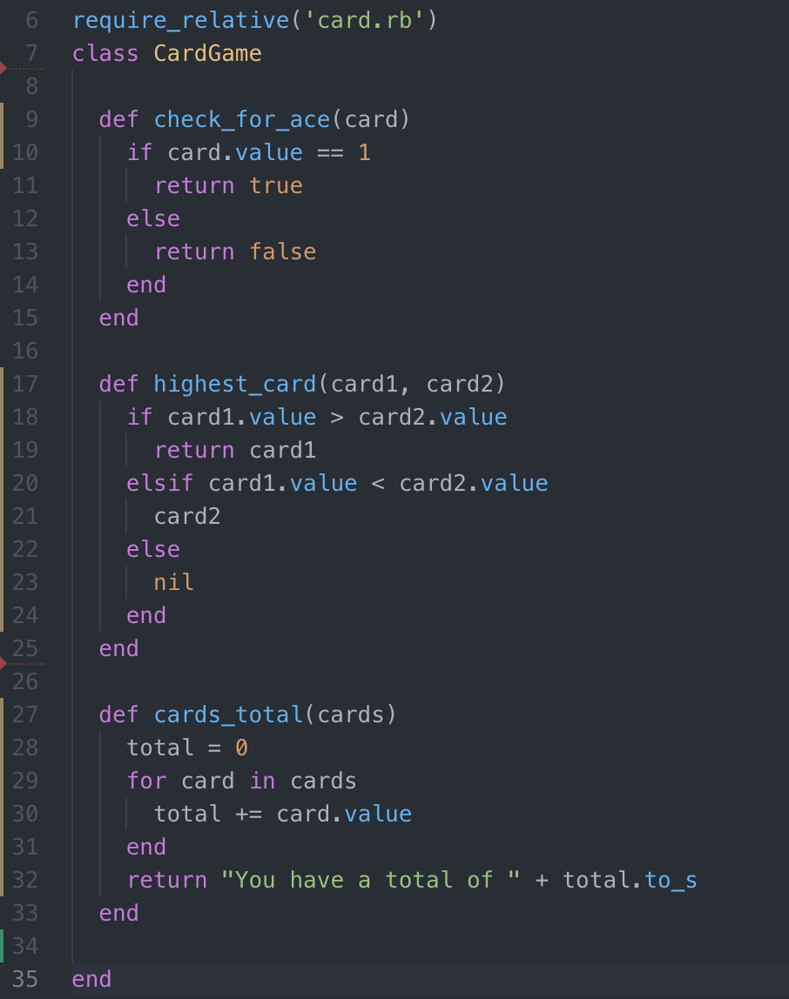 6 require_relative('card.rb')
7 class CardGame
8
9 def check_for_ace(card)
10 if card.value == 1
11 return true
12 else
13 return false
14 end
15 end
16
17 def highest_card(card1, card2)
18 if card1.value > card2.value
19 return card1
20 elsif card1.value < card2.value
21 card2
22 else
23 nil
24 end
25 end
26
27 def cards_total(cards)
28 total = 0
29 for card in cards
30 total += card.value
31 end
32 return "You have a total of " + total.to_s
33 end
34
35 end